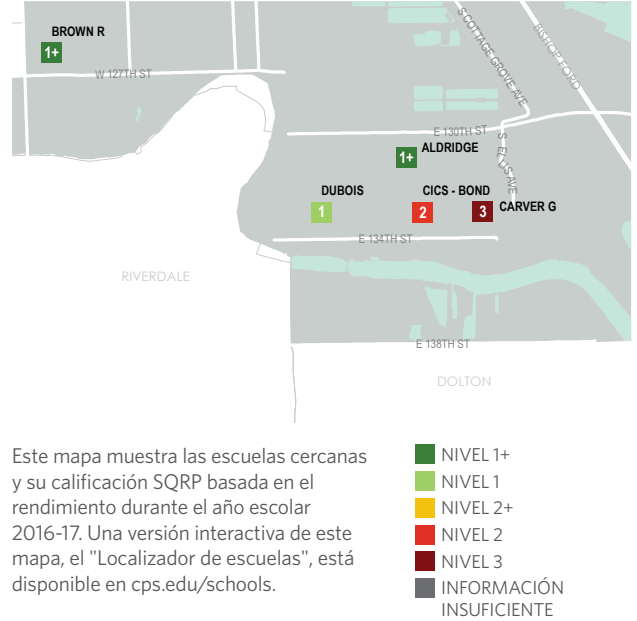 BROWN R
1+
W 127TH ST
S COTTAGE GROVE AVE
BISHOP FORD
E 130TH ST
S ELLIS AVE
ALDRIDGE
1+
DUBOIS
1
CICS - BOND
2
CARVER G
3
E 134TH ST
RIVERDALE
E 138TH ST
DOLTON
Este mapa muestra las escuelas cercanas
y su calificación SQRP basada en el
rendimiento durante el año escolar
2016-17. Una versión interactiva de este
mapa, el "Localizador de escuelas", está
disponible en cps.edu/schools.
NIVEL 1+
NIVEL 1
NIVEL 2+
NIVEL 2
NIVEL 3
INFORMACIÓN
INSUFICIENTE